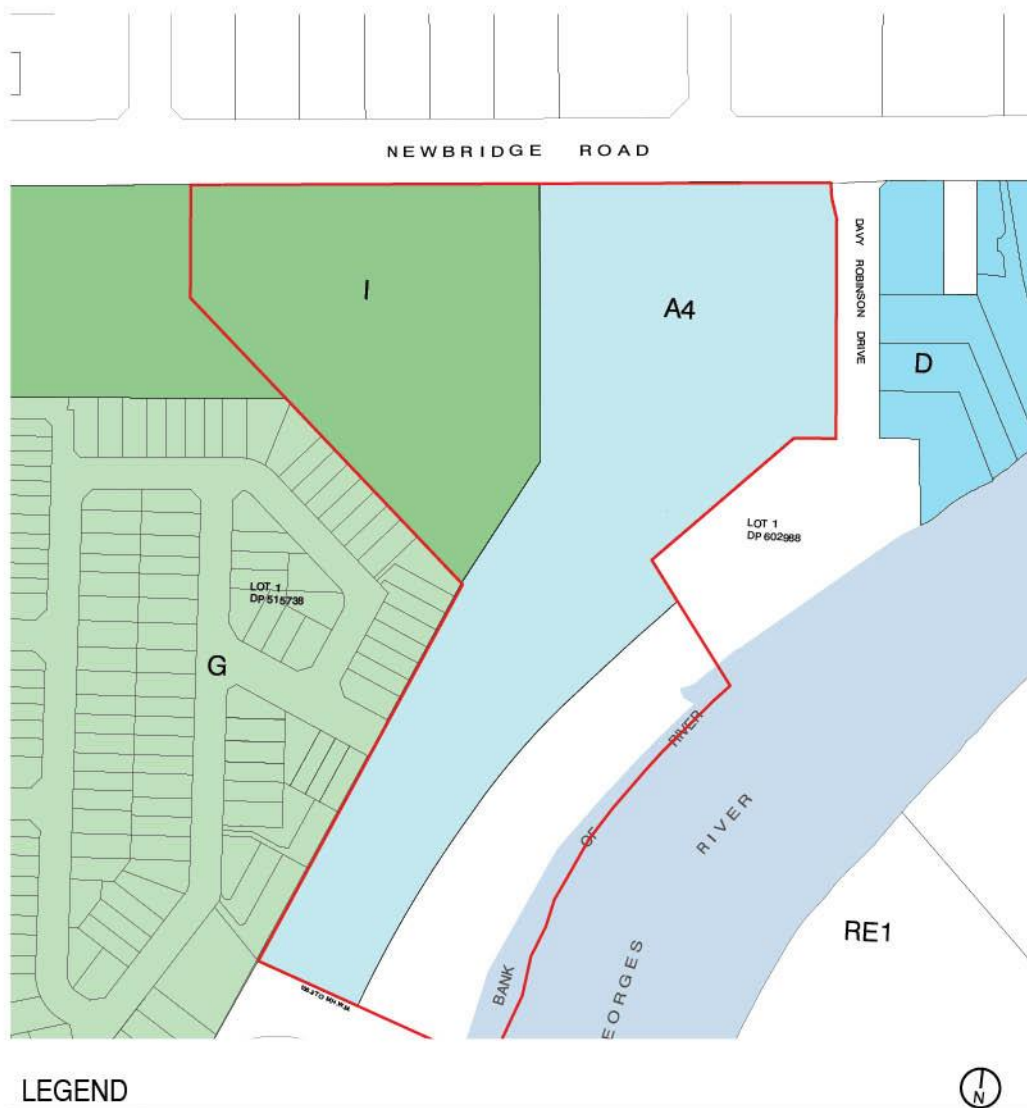 NEWBRIDGE ROAD
DAVY ROBINSON DRIVE
I
A4
D
LOT 1
DP 602988
LOT 1
DP 515738
G
RIVER
OF
BANK
RIVER
EORGES
RE1
LEGEND
N